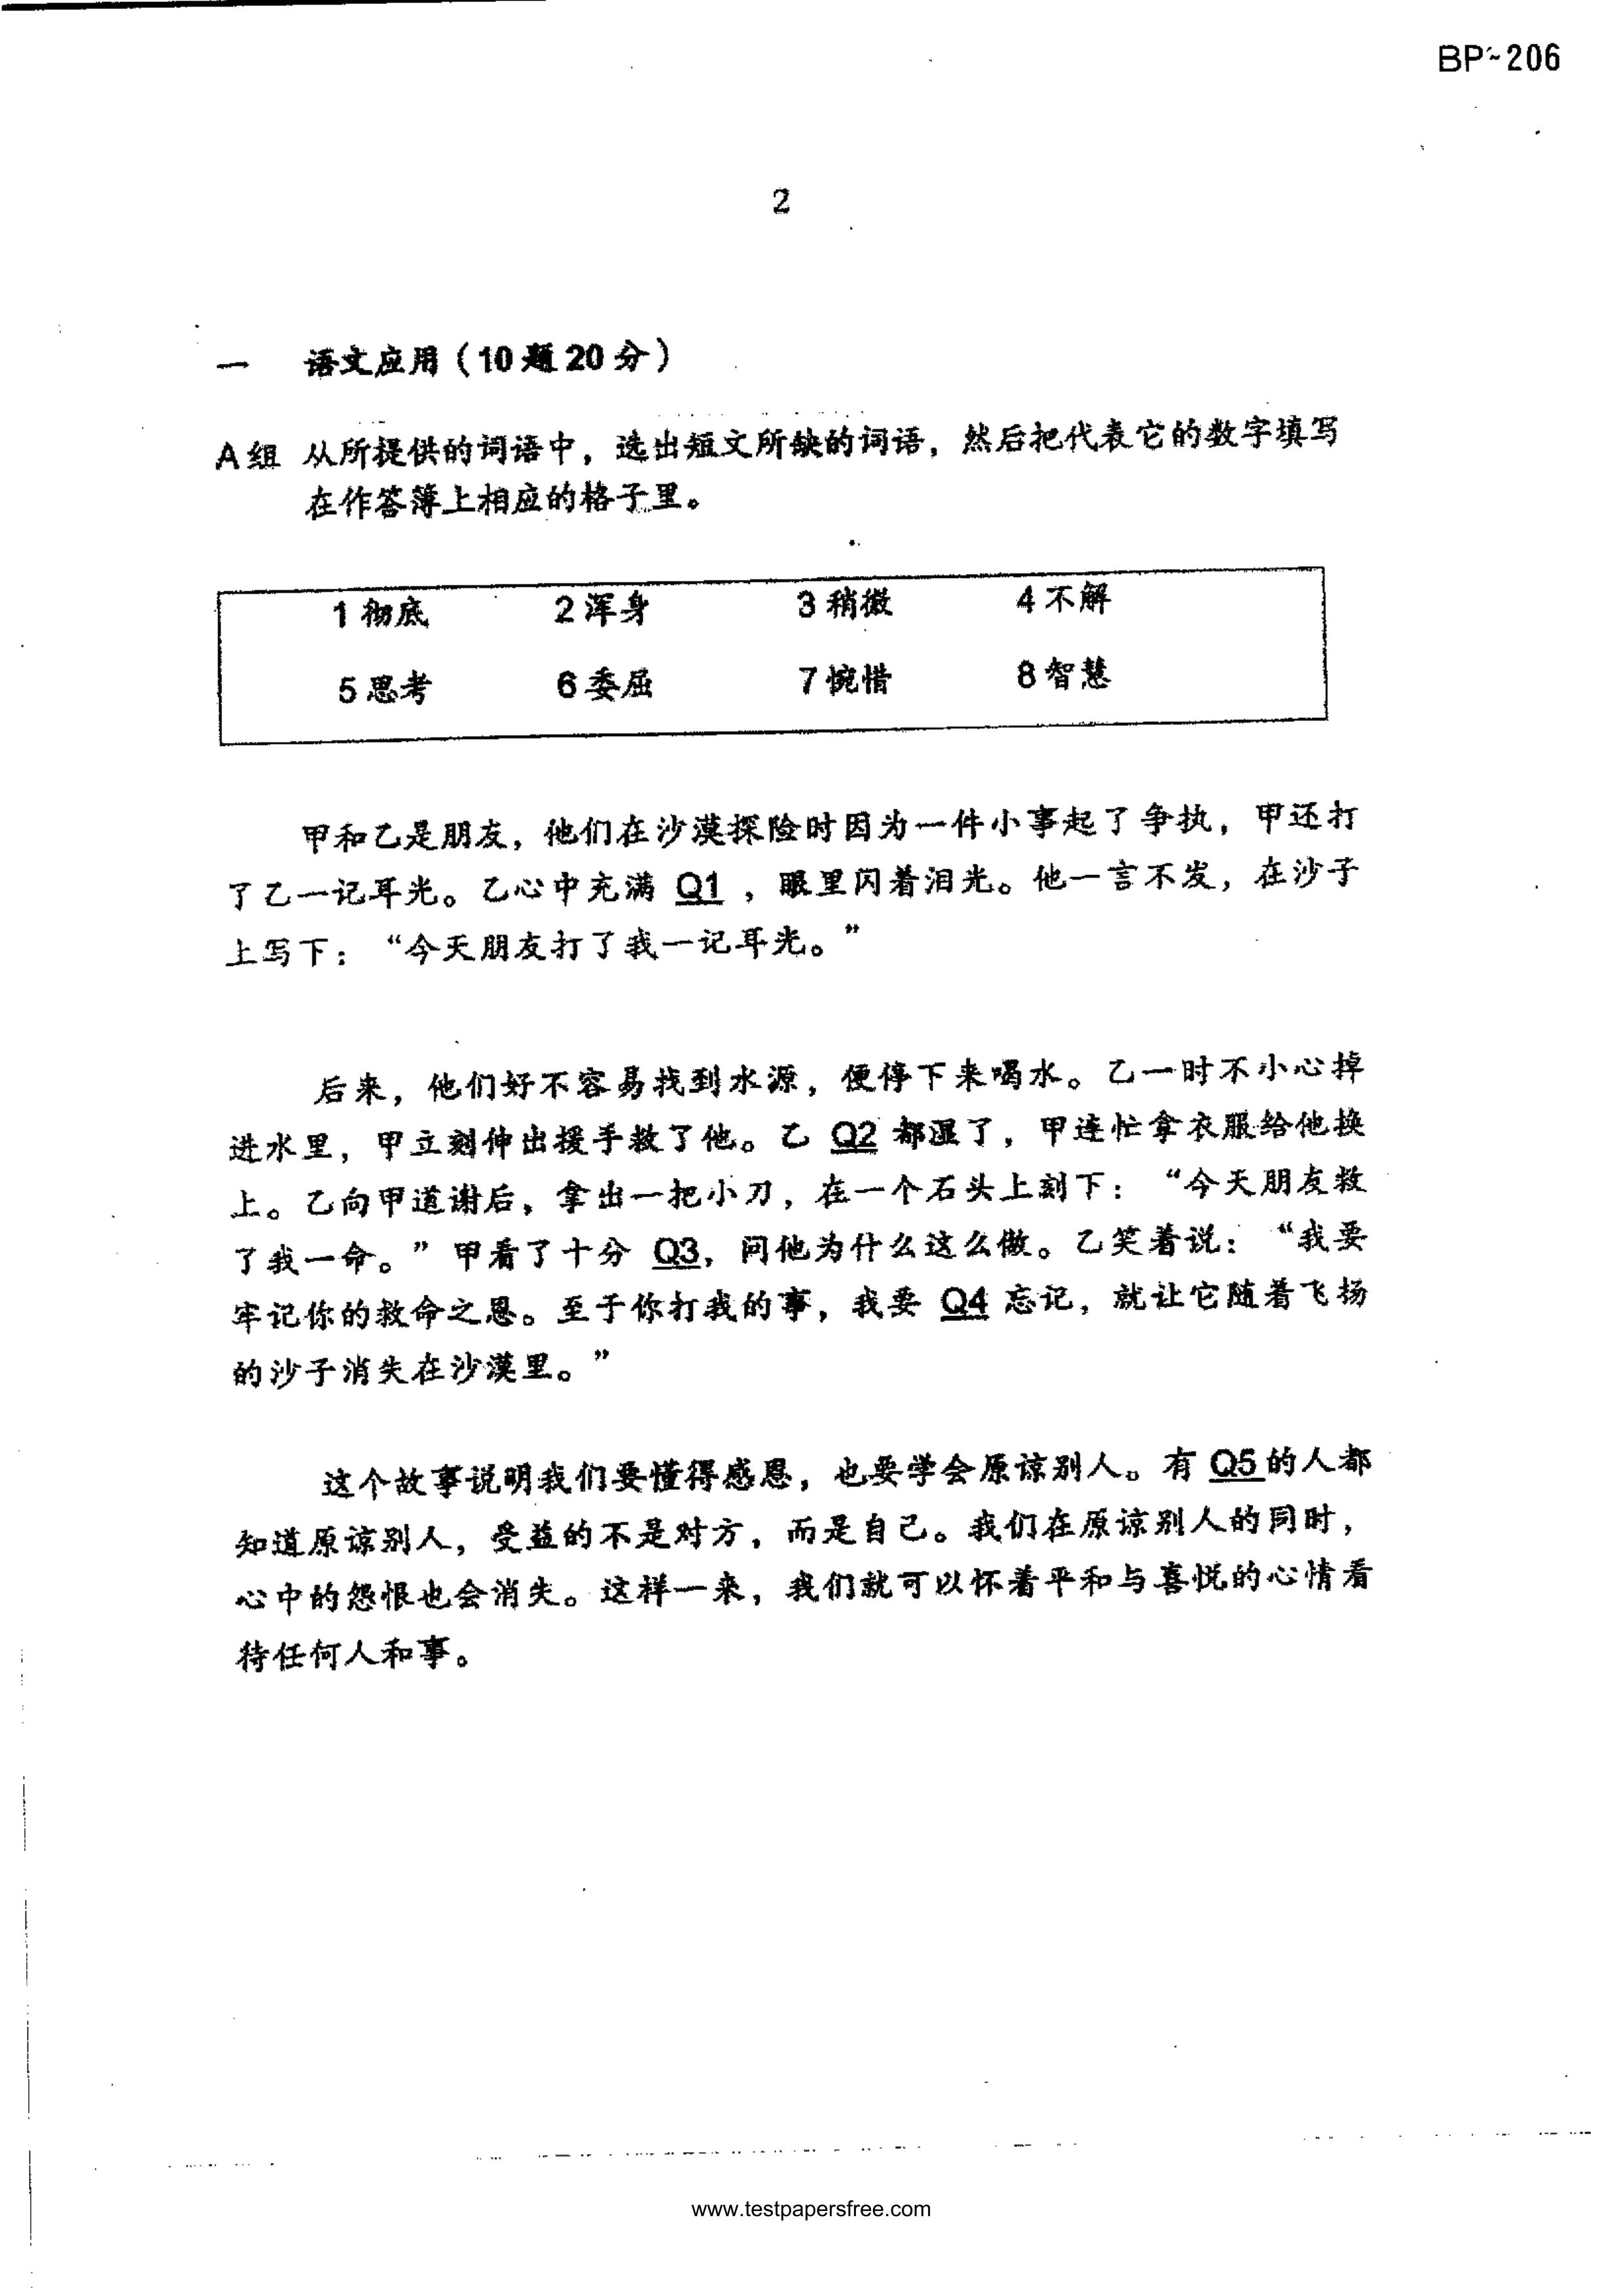 BP~206
2
一 语文应用（10题20分）
A组 从所提供的词语中，选出短文所缺的词语，然后把代表它的数字填写
在作答簿上相应的格子里。
1 彻底 2 浑身 3 稍微 4 不解
5 思考 6 委屈 7 惋惜 8 智慧
甲和乙是朋友，他们在沙漠探险时因为一件小事起了争执，甲还打
了乙一记耳光。乙心中充满 Q1 ，眼里闪着泪光。他一言不发，在沙子
上写下：“今天朋友打了我一记耳光。”
后来，他们好不容易找到水源，便停下来喝水。乙一时不小心掉
进水里，甲立刻伸出援手救了他。乙 Q2 都湿了，甲连忙拿衣服给他换
上。乙向甲道谢后，拿出一把小刀，在一个石头上刻下：“今天朋友救
了我一命。”甲看了十分 Q3，问他为什么这么做。乙笑着说：“我要
牢记你的救命之恩。至于你打我的事，我要 Q4 忘记，就让它随着飞扬
的沙子消失在沙漠里。”
这个故事说明我们要懂得感恩，也要学会原谅别人。有 Q5 的人都
知道原谅别人，受益的不是对方，而是自己。我们在原谅别人的同时，
心中的怨恨也会消失。这样一来，我们就可以怀着平和与喜悦的心情看
待任何人和事。
www.testpapersfree.com